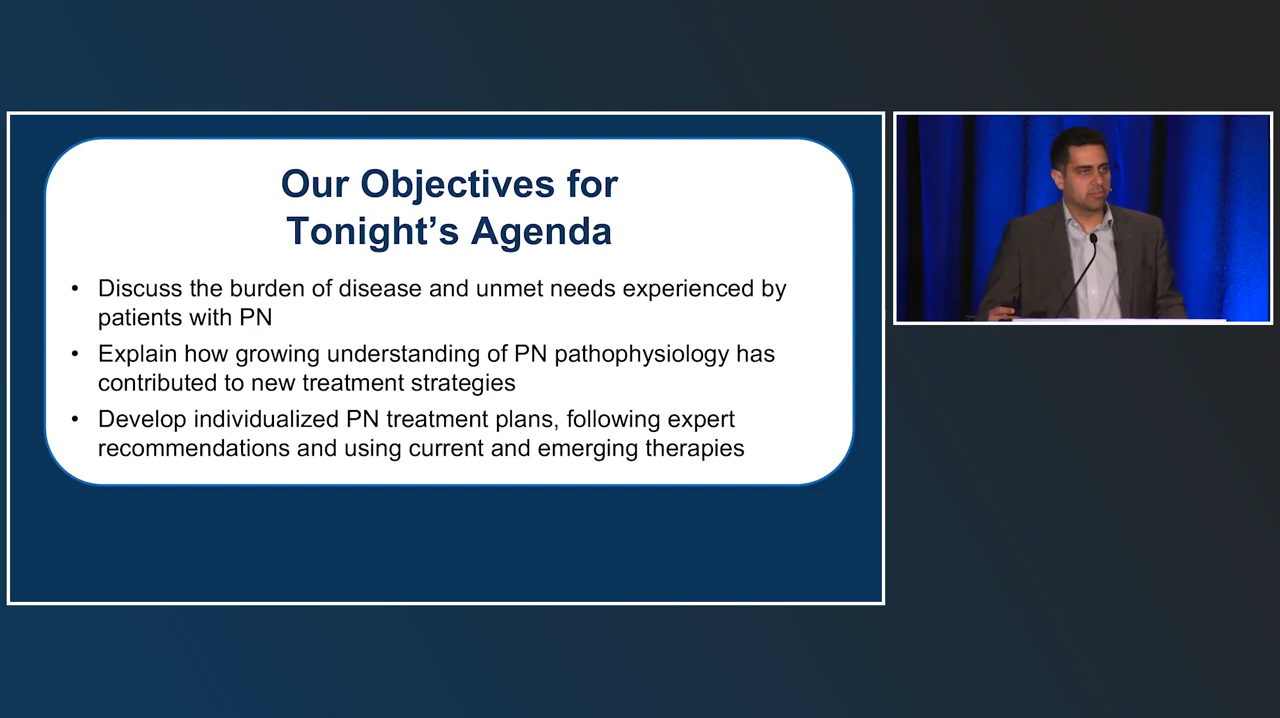 Our Objectives for
Tonight’s Agenda
• Discuss the burden of disease and unmet needs experienced by
patients with PN
• Explain how growing understanding of PN pathophysiology has
contributed to new treatment strategies
• Develop individualized PN treatment plans, following expert
recommendations and using current and emerging therapies